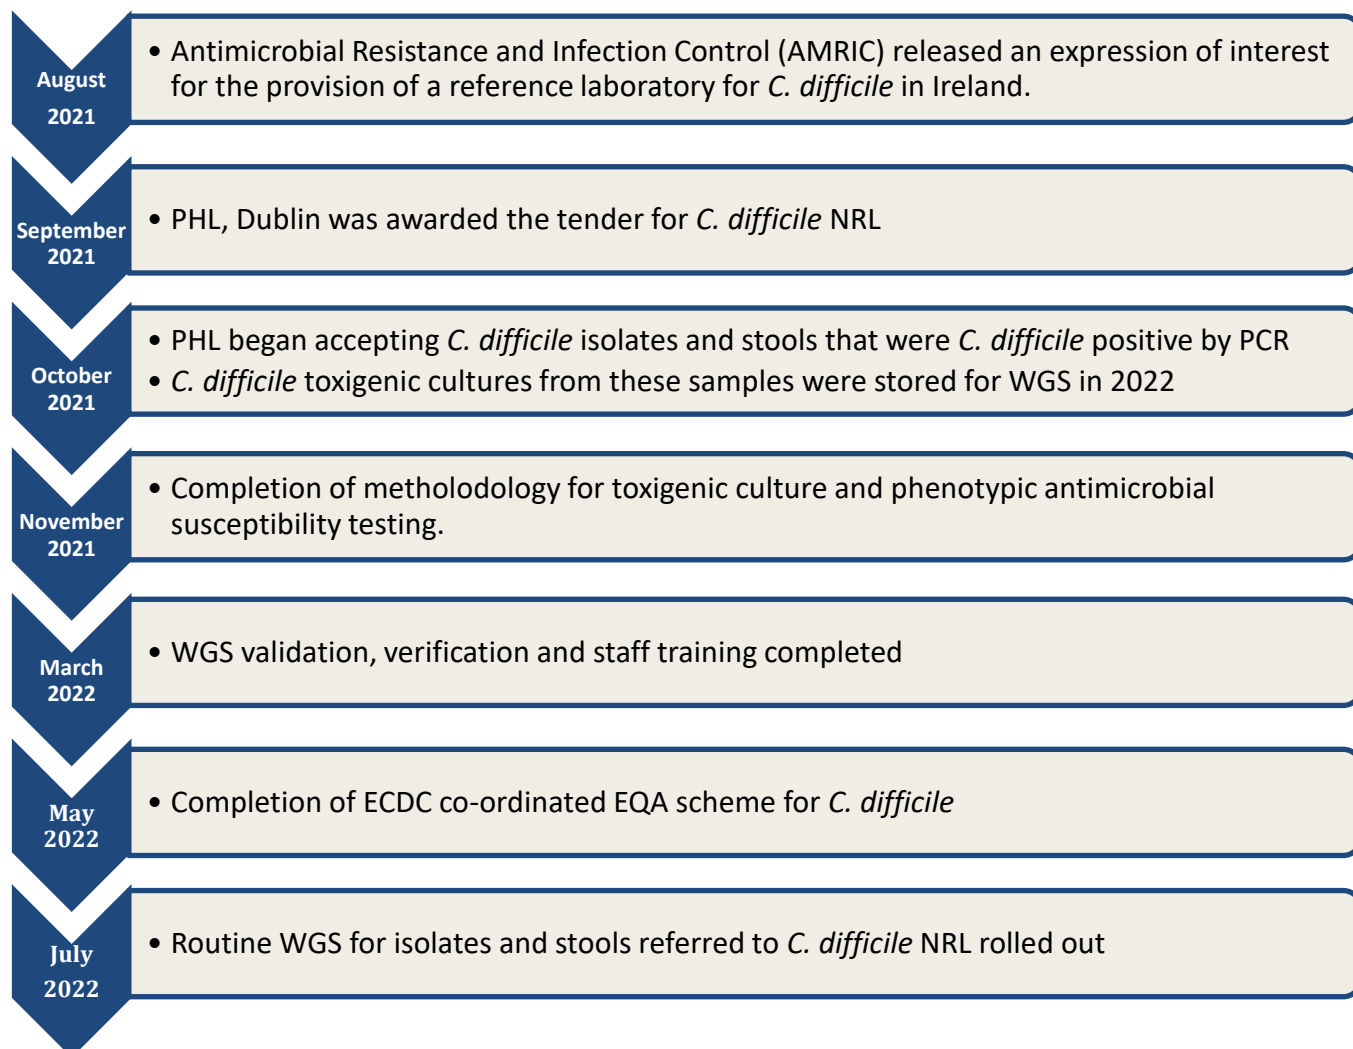 August
2021
• Antimicrobial Resistance and Infection Control (AMRIC) released an expression of interest
for the provision of a reference laboratory for C. difficile in Ireland.
September
2021
• PHL, Dublin was awarded the tender for C. difficile NRL
October
2021
• PHL began accepting C. difficile isolates and stools that were C. difficile positive by PCR
• C. difficile toxigenic cultures from these samples were stored for WGS in 2022
November
2021
• Completion of metholodology for toxigenic culture and phenotypic antimicrobial
susceptibility testing.
March
2022
• WGS validation, verification and staff training completed
May
2022
• Completion of ECDC co-ordinated EQA scheme for C. difficile
July
2022
• Routine WGS for isolates and stools referred to C. difficile NRL rolled out